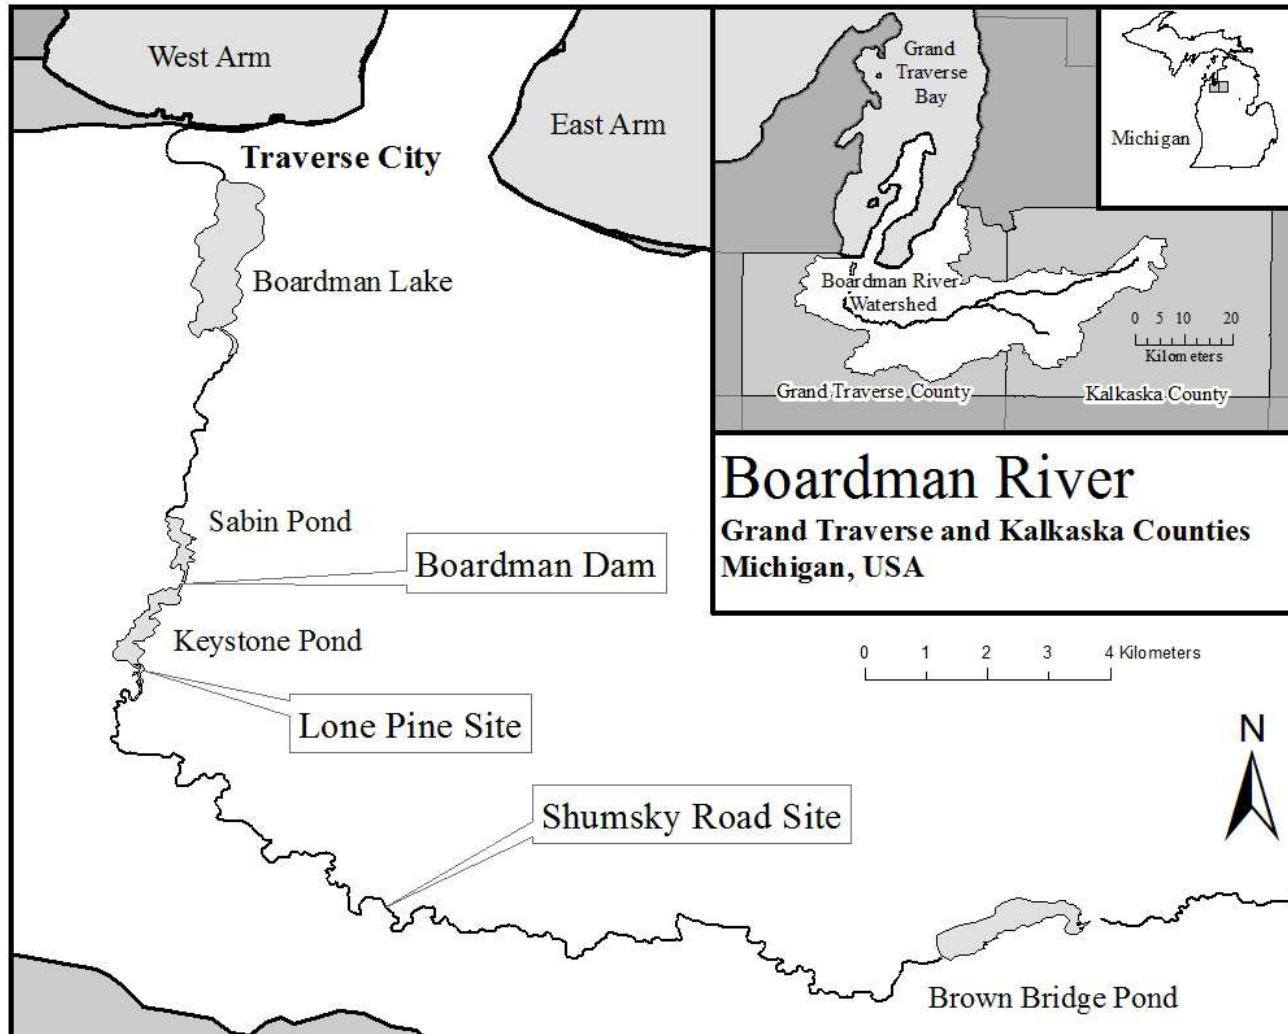 West Arm
East Arm
Traverse City
Boardman Lake
Sabin Pond
Boardman Dam
Keystone Pond
Lone Pine Site
Shumsky Road Site
Brown Bridge Pond
Grand
Traverse
Bay
Michigan
Boardman River
Watershed
0 5 10 20
Kilometers
Grand Traverse County
Kalkaska County
Boardman River
Grand Traverse and Kalkaska Counties
Michigan, USA
0 1 2 3 4 Kilometers
N